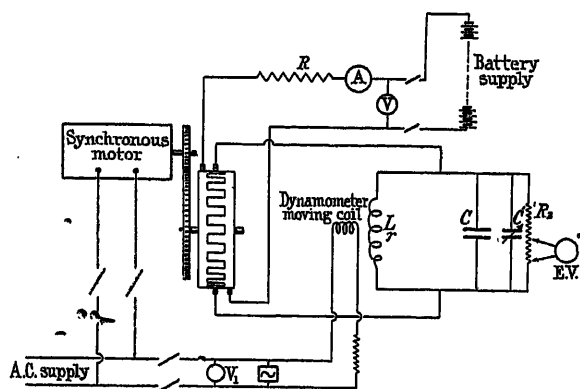 R
A
V
Battery
supply
Synchronous
motor
Dynamometer
moving coil
L
r
C
C
R₂
E.V.
A.C. supply
V₁